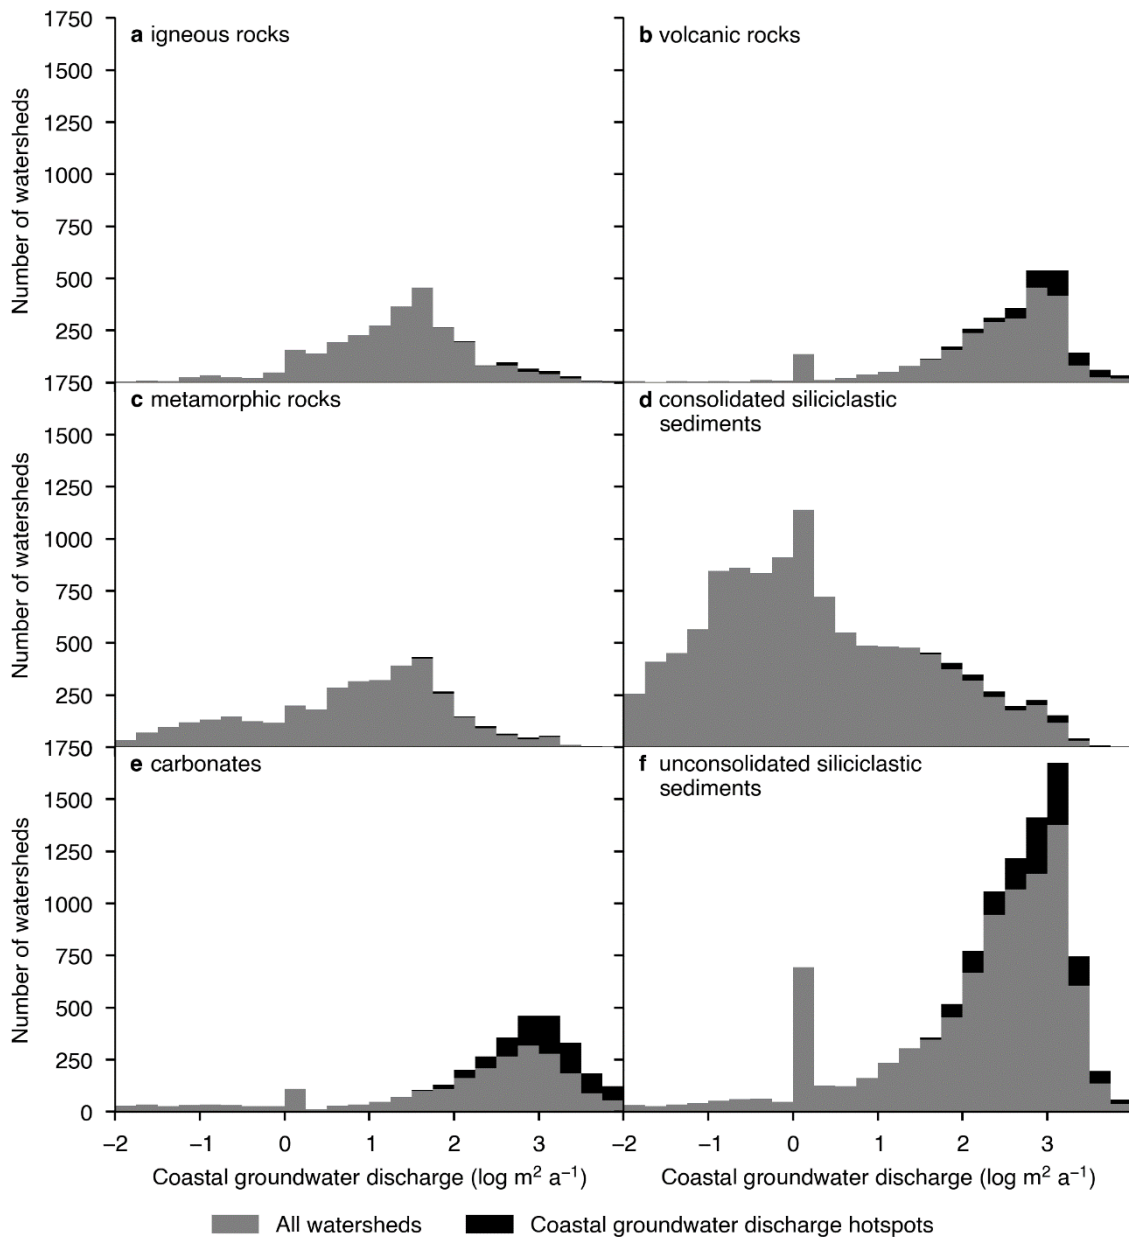 1750
a igneous rocks
b volcanic rocks
1500
1250
1000
750
500
250
Number of watersheds
1750
c metamorphic rocks
d consolidated siliciclastic
sediments
1500
1250
1000
750
500
250
Number of watersheds
1750
e carbonates
f unconsolidated siliciclastic
sediments
1500
1250
1000
750
500
250
0
Number of watersheds
−2 −1 0 1 2 3 −2 −1 0 1 2 3
Coastal groundwater discharge (log m² a⁻¹) Coastal groundwater discharge (log m² a⁻¹)
All watersheds Coastal groundwater discharge hotspots